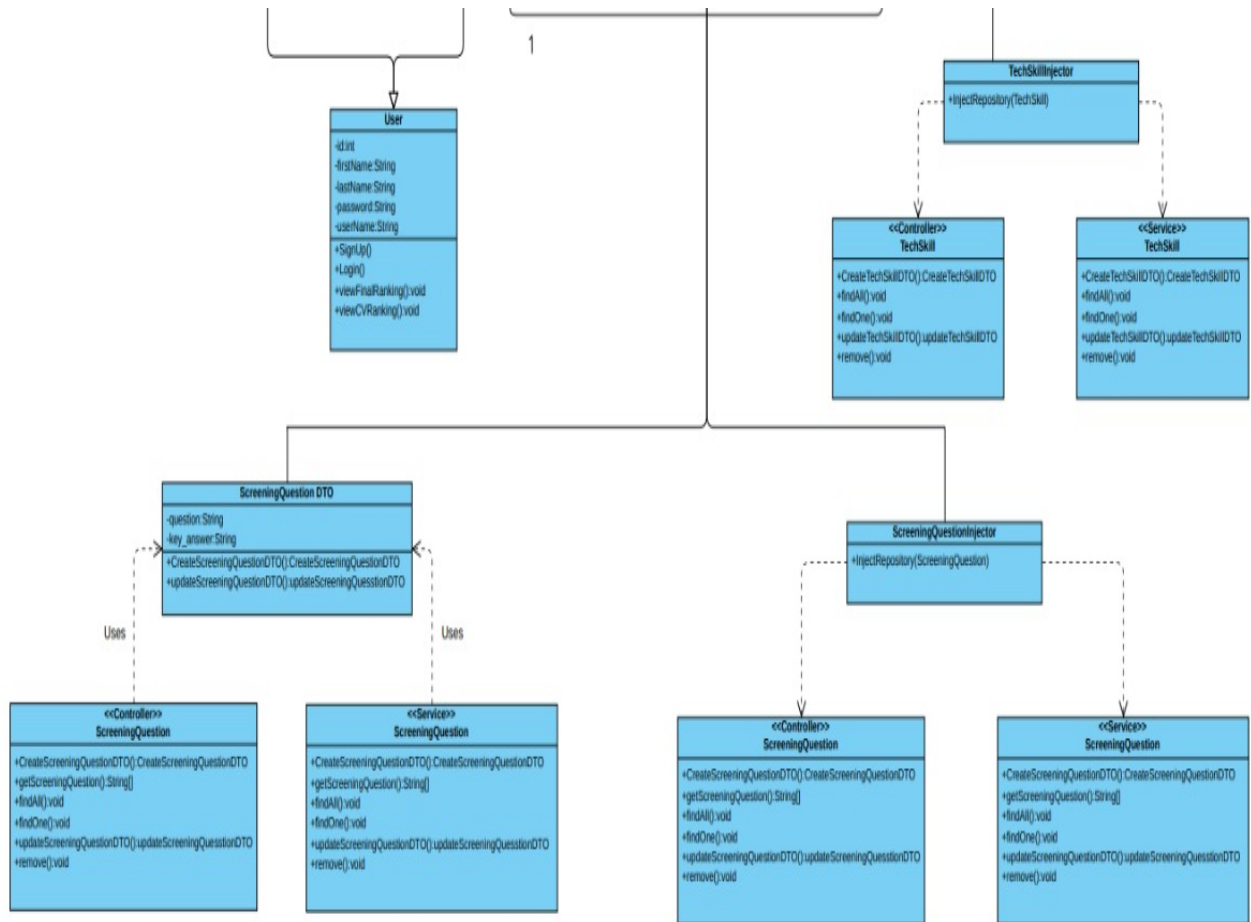 1
TechSkillInjector
+InjectRepository(TechSkill)
User
-id:int
-firstName:String
-lastName:String
-password:String
-userName:String
+SignUp()
+Login()
+viewFinalRanking():void
+viewCVRanking():void
<<Controller>>
TechSkill
+CreateTechSkillDTO():CreateTechSkillDTO
+findAll():void
+findOne():void
+updateTechSkillDTO():updateTechSkillDTO
+remove():void
<<Service>>
TechSkill
+CreateTechSkillDTO():CreateTechSkillDTO
+findAll():void
+findOne():void
+updateTechSkillDTO():updateTechSkillDTO
+remove():void
ScreeningQuestion DTO
-question:String
-key_answer:String
+CreateScreeningQuestionDTO():CreateScreeningQuestionDTO
+updateScreeningQuestionDTO():updateScreeningQuesstionDTO
ScreeningQuestionInjector
+InjectRepository(ScreeningQuestion)
Uses
Uses
<<Controller>>
ScreeningQuestion
+CreateScreeningQuestionDTO():CreateScreeningQuestionDTO
+getScreeningQuestion():String[]
+findAll():void
+findOne():void
+updateScreeningQuestionDTO():updateScreeningQuesstionDTO
+remove():void
<<Service>>
ScreeningQuestion
+CreateScreeningQuestionDTO():CreateScreeningQuestionDTO
+getScreeningQuestion():String[]
+findAll():void
+findOne():void
+updateScreeningQuestionDTO():updateScreeningQuesstionDTO
+remove():void
<<Controller>>
ScreeningQuestion
+CreateScreeningQuestionDTO():CreateScreeningQuestionDTO
+getScreeningQuestion():String[]
+findAll():void
+findOne():void
+updateScreeningQuestionDTO():updateScreeningQuesstionDTO
+remove():void
<<Service>>
ScreeningQuestion
+CreateScreeningQuestionDTO():CreateScreeningQuestionDTO
+getScreeningQuestion():String[]
+findAll():void
+findOne():void
+updateScreeningQuestionDTO():updateScreeningQuesstionDTO
+remove():void